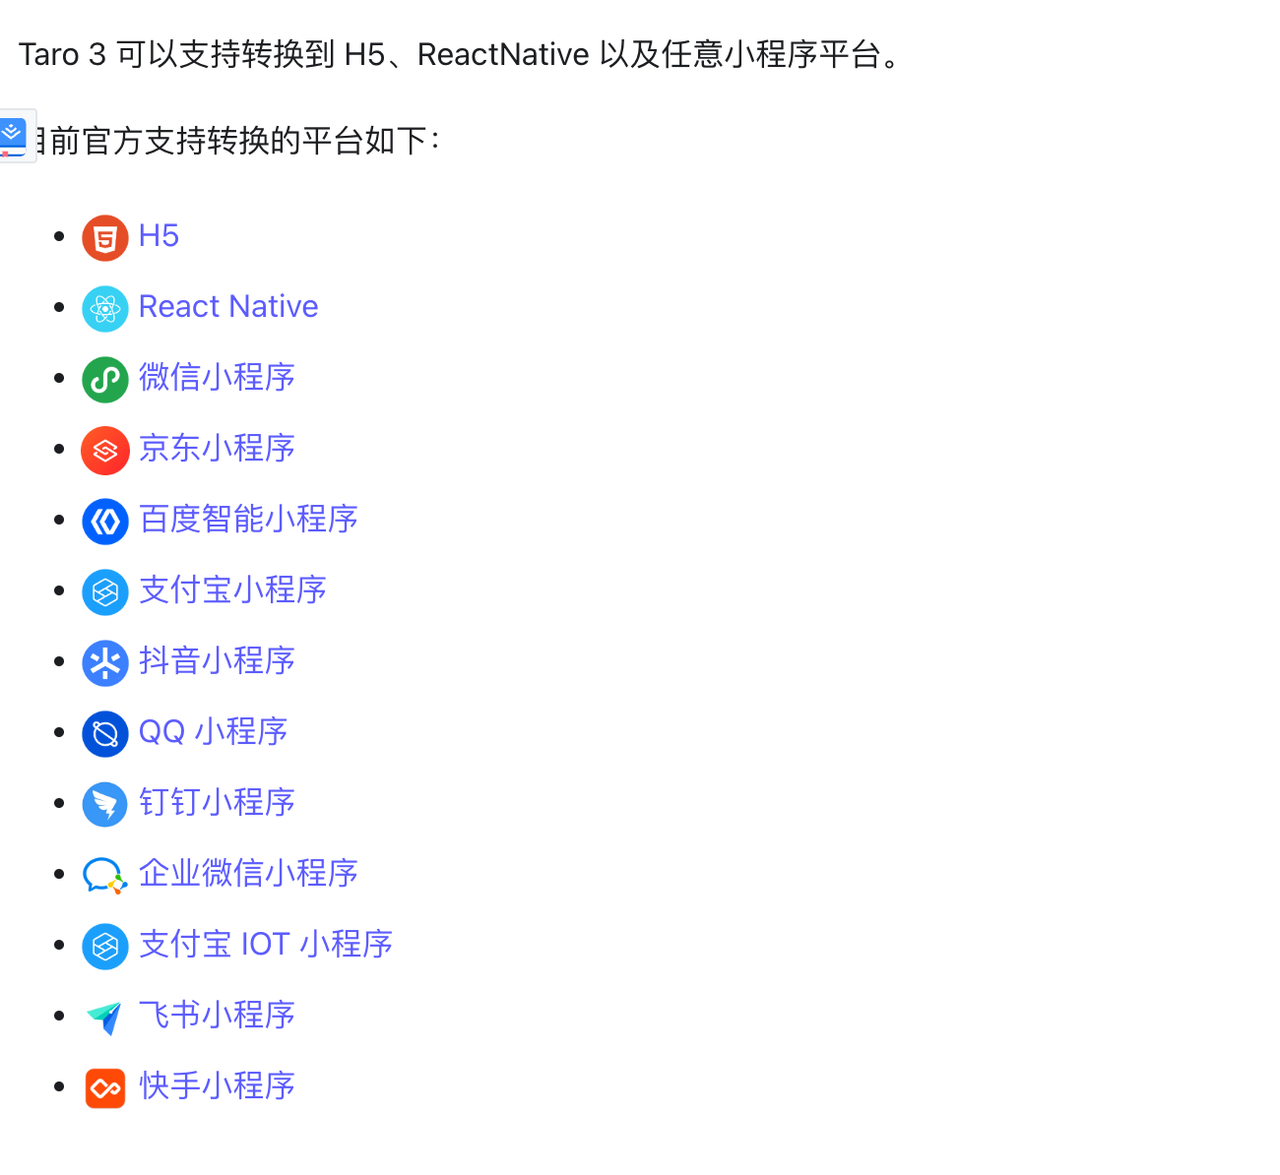 Taro 3 可以支持转换到 H5、ReactNative 以及任意小程序平台。
目前官方支持转换的平台如下：
H5
React Native
微信小程序
京东小程序
百度智能小程序
支付宝小程序
抖音小程序
QQ 小程序
钉钉小程序
企业微信小程序
支付宝 IOT 小程序
飞书小程序
快手小程序